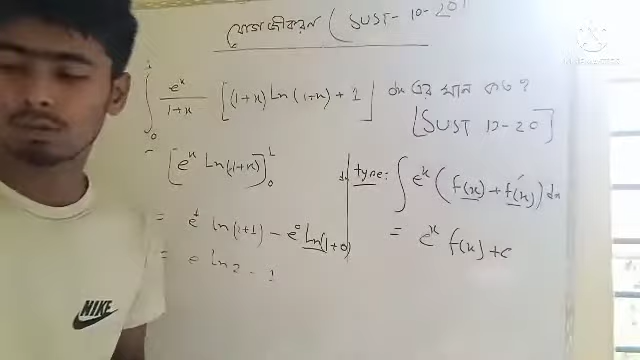 যোগজীকরণ (SUST - 10-20)
∫₀¹ eˣ/(1+x) [(1+x) ln(1+x) + 1] dx এর মান কত ?
[SUST 10-20]
= [eˣ ln(1+x)]₀¹
type: ∫ eˣ (f(x) + f′(x)) dx
= eˣ f(x) + c
= e¹ ln(1+1) - e⁰ ln(1+0)
= e ln2 - 1
NIKE